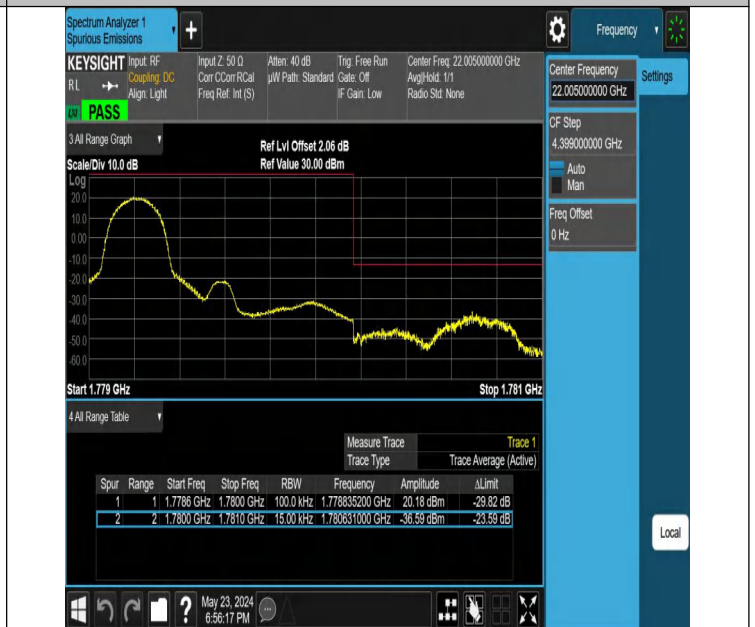 Spectrum Analyzer 1
Spurious Emissions
Frequency
KEYSIGHT
RL
Input: RF
Coupling: DC
Align: Light
Input Z: 50 Ω
Corr CCorr RCal
Freq Ref: Int (S)
Atten: 40 dB
µW Path: Standard
Trig: Free Run
Gate: Off
IF Gain: Low
Center Freq: 22.005000000 GHz
Avg|Hold: 1/1
Radio Std: None
PASS
Center Frequency
22.005000000 GHz
Settings
CF Step
4.399000000 GHz
Auto
Man
Freq Offset
0 Hz
3 All Range Graph
Ref Lvl Offset 2.06 dB
Scale/Div 10.0 dB
Ref Value 30.00 dBm
Log
20.0
10.0
0.00
-10.0
-20.0
-30.0
-40.0
-50.0
-60.0
Start 1.779 GHz
Stop 1.781 GHz
4 All Range Table
Measure Trace Trace 1
Trace Type Trace Average (Active)
Spur Range Start Freq Stop Freq RBW Frequency Amplitude ΔLimit
1 1 1.7786 GHz 1.7800 GHz 100.0 kHz 1.778835200 GHz 20.18 dBm -29.82 dB
2 2 1.7800 GHz 1.7810 GHz 15.00 kHz 1.780631000 GHz -36.59 dBm -23.59 dB
Local
?
May 23, 2024
6:56:17 PM